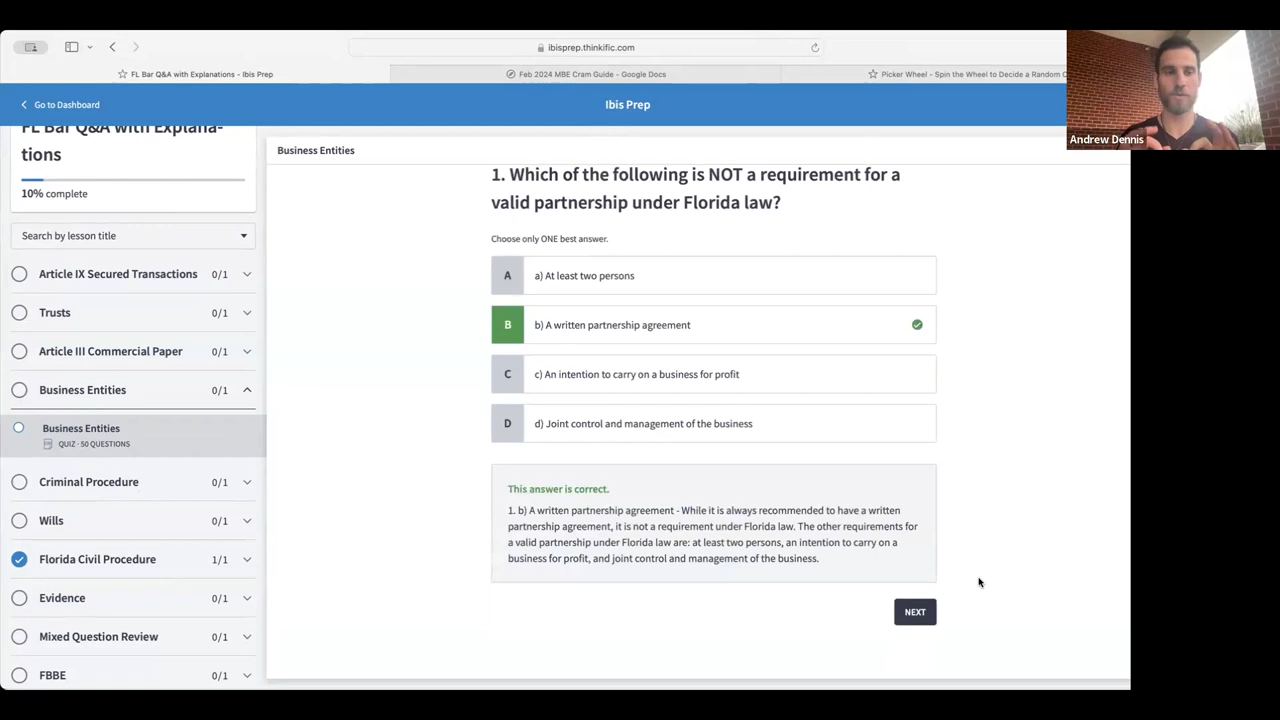 ibisprep.thinkific.com
FL Bar Q&A with Explanations - Ibis Prep
Feb 2024 MBE Cram Guide - Google Docs
Picker Wheel - Spin the Wheel to Decide a Random
Andrew Dennis
Go to Dashboard
Ibis Prep
FL Bar Q&A with Explana-
tions
10% complete
Search by lesson title
Article IX Secured Transactions 0/1
Trusts 0/1
Article III Commercial Paper 0/1
Business Entities 0/1
Business Entities
QUIZ · 50 QUESTIONS
Criminal Procedure 0/1
Wills 0/1
Florida Civil Procedure 1/1
Evidence 0/1
Mixed Question Review 0/1
FBBE 0/1
Business Entities
1. Which of the following is NOT a requirement for a
valid partnership under Florida law?
Choose only ONE best answer.
A a) At least two persons
B b) A written partnership agreement
C c) An intention to carry on a business for profit
D d) Joint control and management of the business
This answer is correct.
1. b) A written partnership agreement - While it is always recommended to have a written
partnership agreement, it is not a requirement under Florida law. The other requirements for
a valid partnership under Florida law are: at least two persons, an intention to carry on a
business for profit, and joint control and management of the business.
NEXT